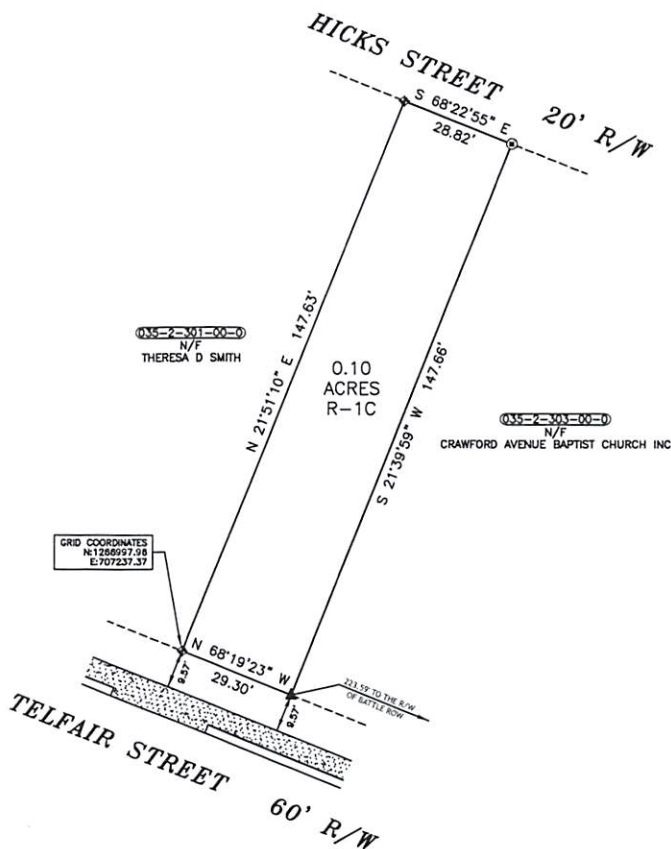 HICKS STREET 20' R/W
S 68°22'55" E
28.82'
N 21°51'10" E 147.63'
035-2-301-00-0
N/F
THERESA D SMITH
0.10
ACRES
R-1C
S 21°39'59" W 147.66'
035-2-303-00-0
N/F
CRAWFORD AVENUE BAPTIST CHURCH INC
GRID COORDINATES
N:1266997.98
E:707237.37
N 68°19'23" W
29.30'
9.57'
9.57'
223.59' TO THE R/W
OF BATTLE ROW
TELFAIR STREET 60' R/W